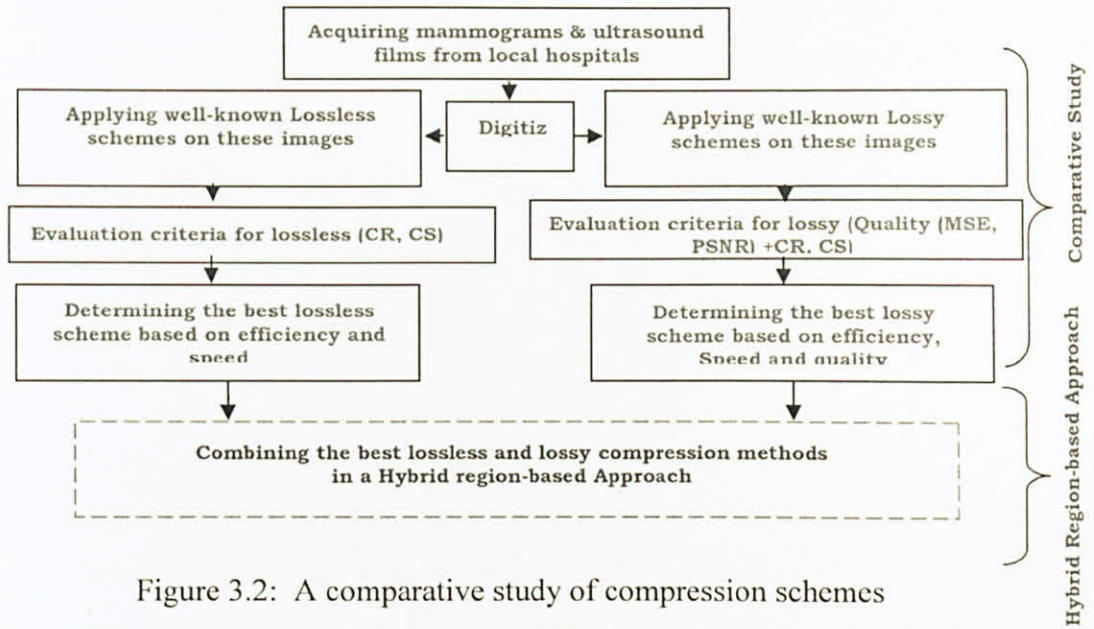 Acquiring mammograms & ultrasound
films from local hospitals
Applying well-known Lossless
schemes on these images
Digitiz
Applying well-known Lossy
schemes on these images
Evaluation criteria for lossless (CR, CS)
Evaluation criteria for lossy (Quality (MSE,
PSNR) +CR. CS)
Determining the best lossless
scheme based on efficiency and
speed
Determining the best lossy
scheme based on efficiency,
Speed and quality
Combining the best lossless and lossy compression methods
in a Hybrid region-based Approach
Comparative Study
Hybrid Region-based Approach
Figure 3.2: A comparative study of compression schemes